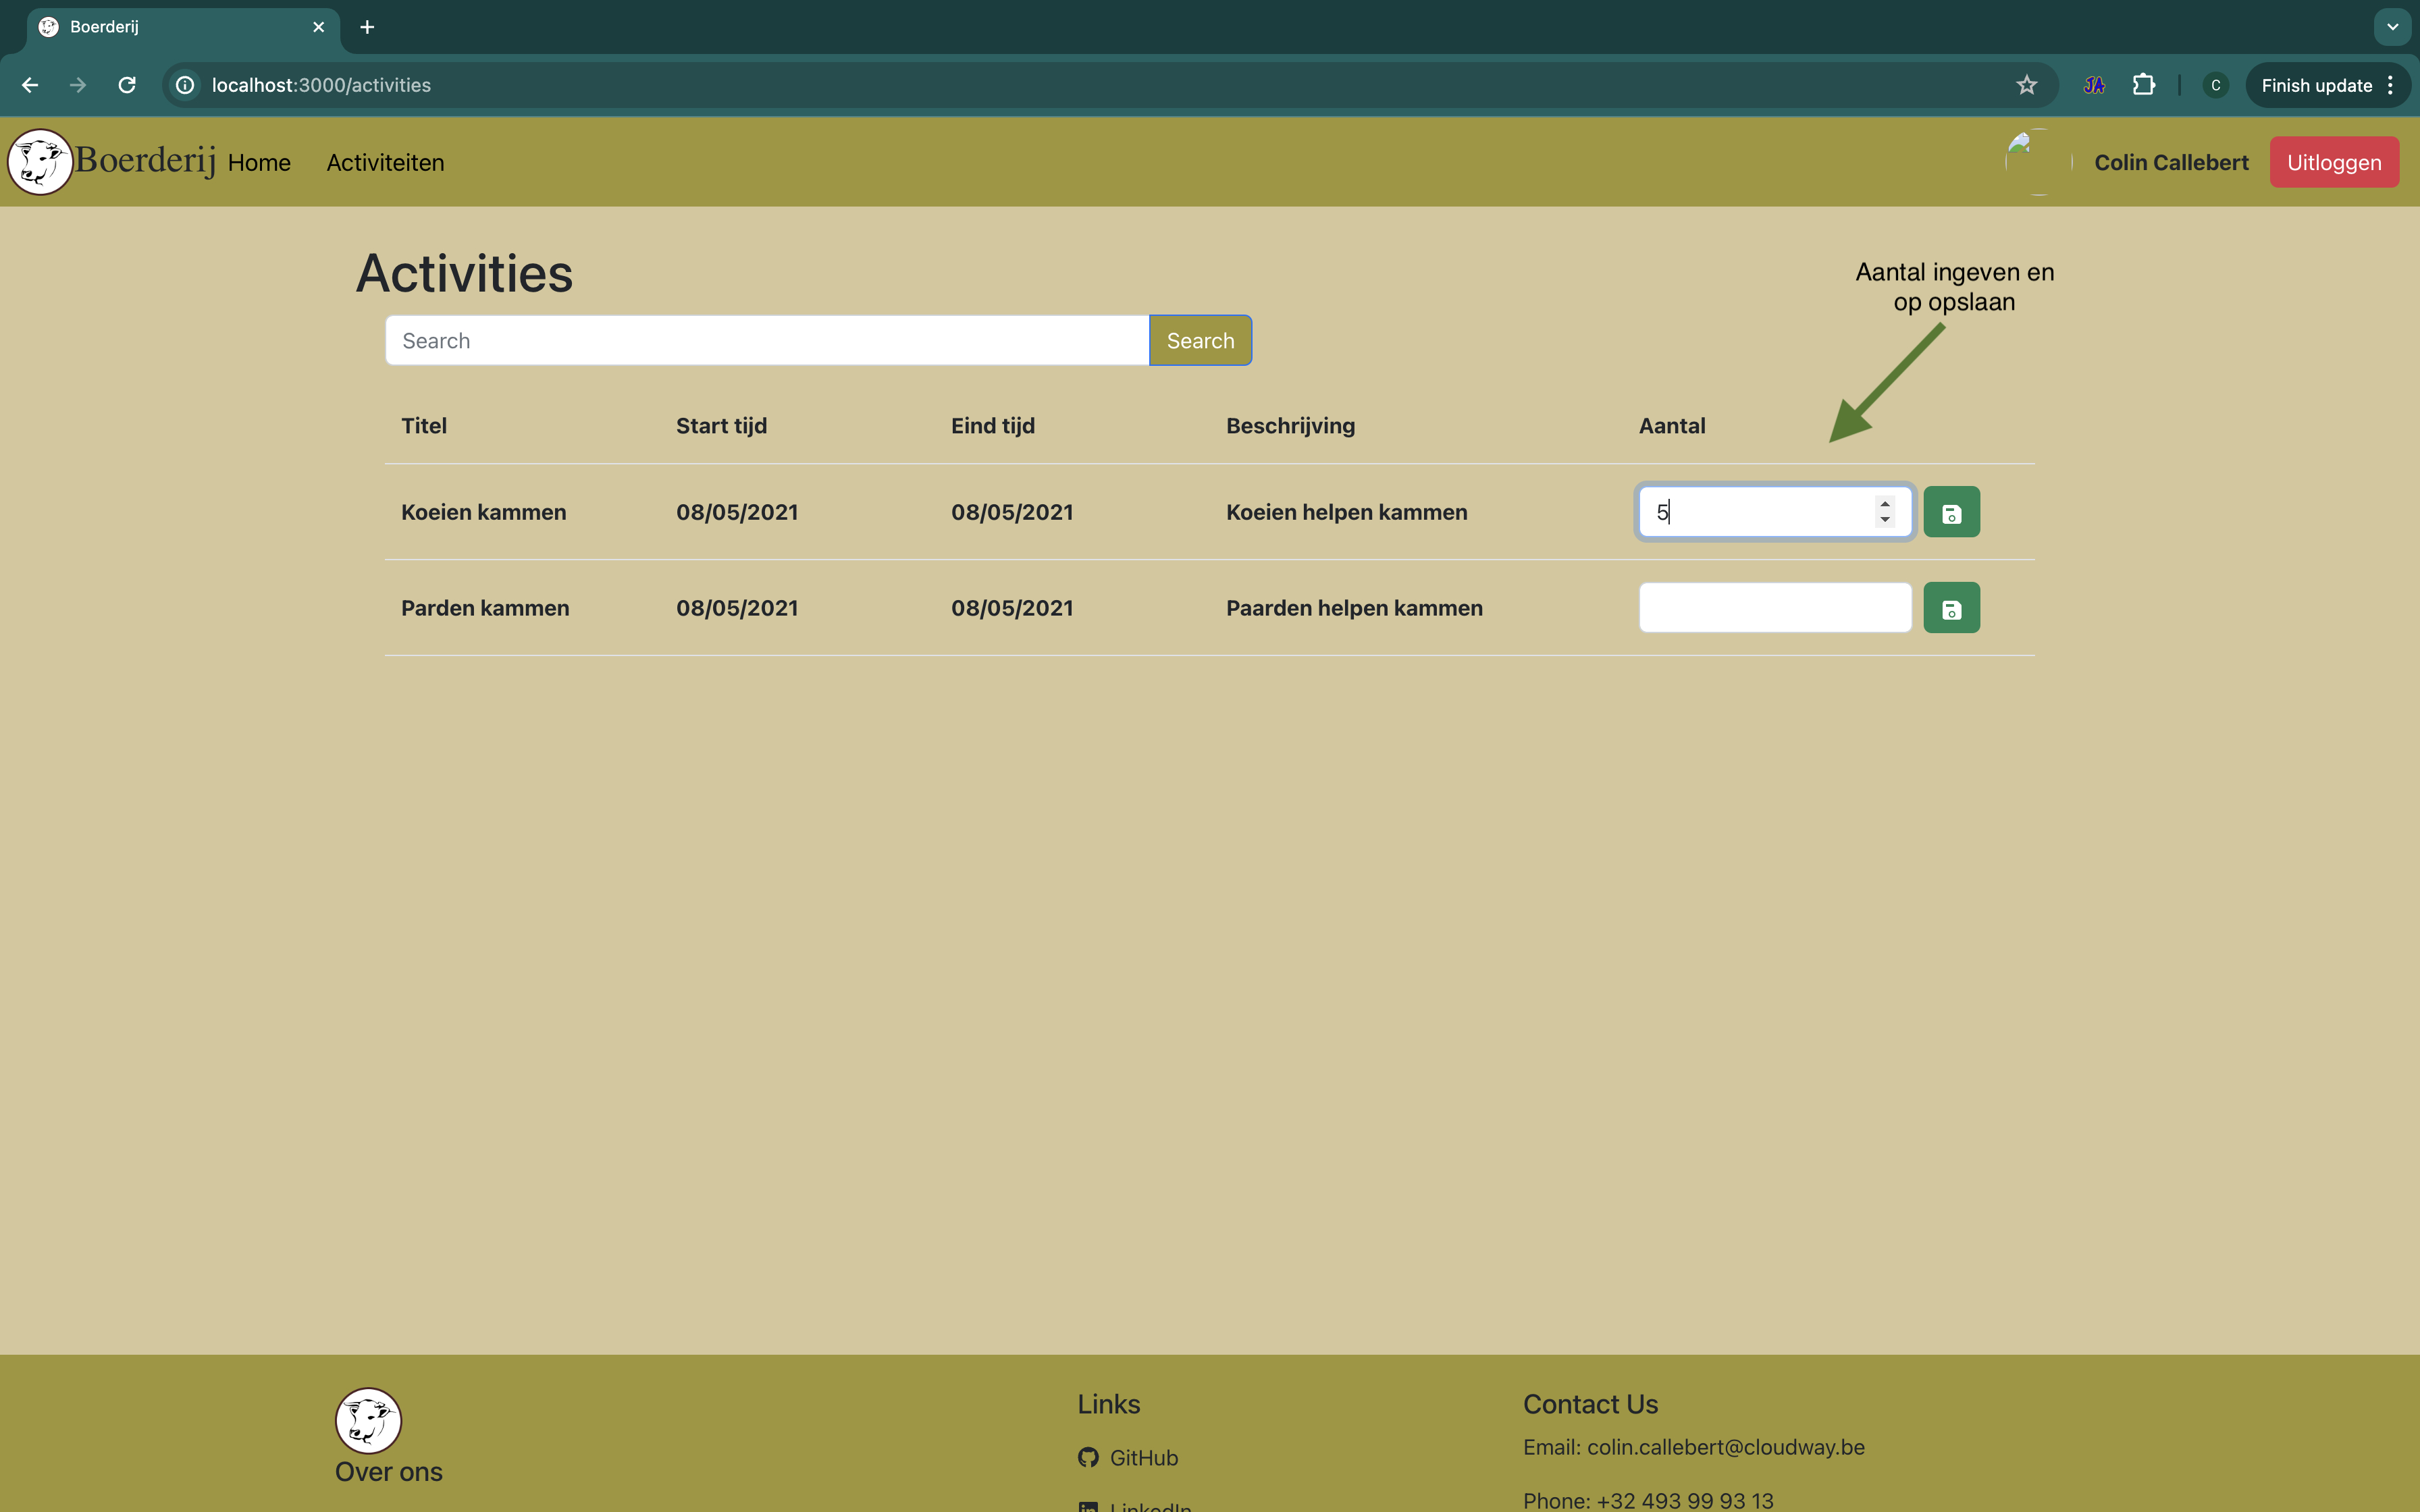 Boerderij
localhost:3000/activities
JA
C
Finish update
Boerderij Home Activiteiten
Colin Callebert
Uitloggen
Activities
Aantal ingeven en
op opslaan
Search
Search
Titel Start tijd Eind tijd Beschrijving Aantal
Koeien kammen 08/05/2021 08/05/2021 Koeien helpen kammen 5
Parden kammen 08/05/2021 08/05/2021 Paarden helpen kammen
Over ons
Links
GitHub
LinkedIn
Contact Us
Email: colin.callebert@cloudway.be
Phone: +32 493 99 93 13